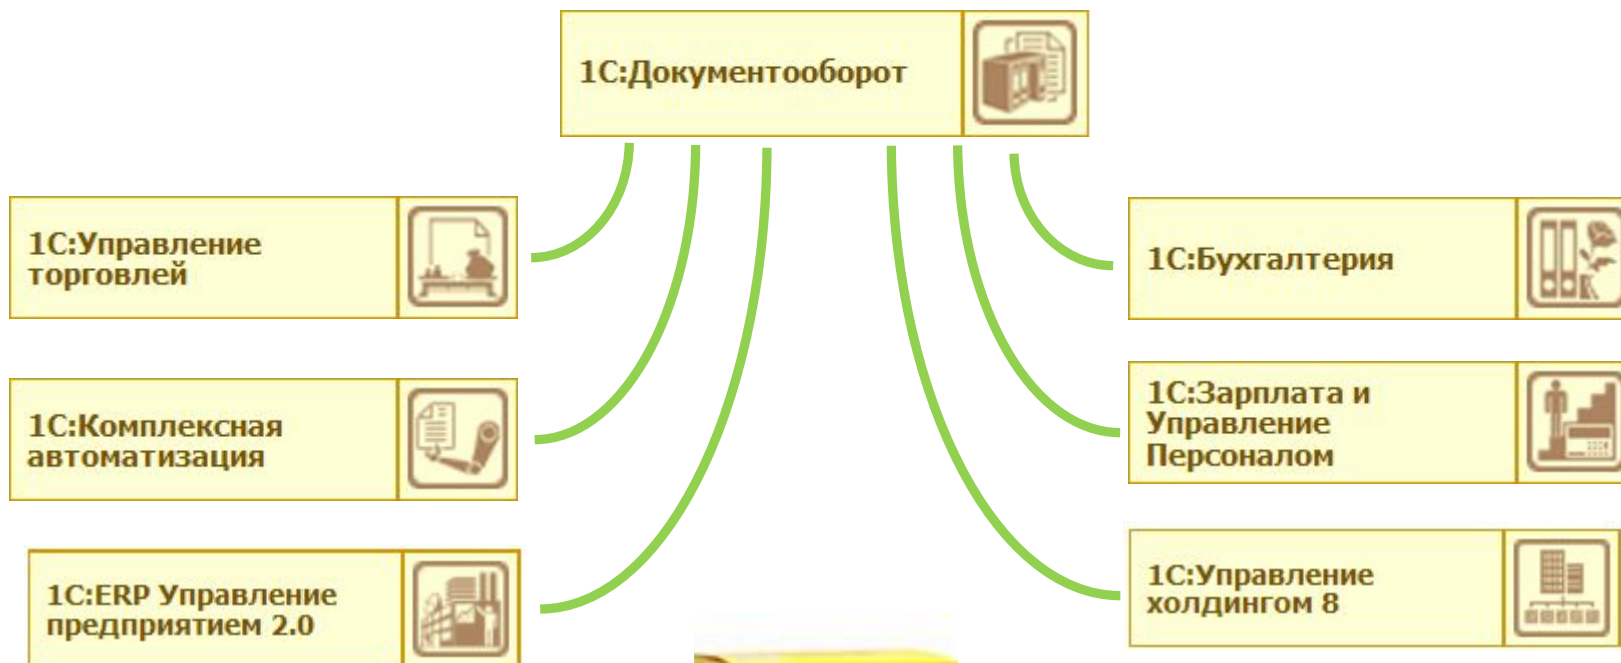 1С:Документооборот
1С:Управление
торговлей
1С:Бухгалтерия
1С:Комплексная
автоматизация
1С:Зарплата и
Управление
Персоналом
1С:ERP Управление
предприятием 2.0
1С:Управление
холдингом 8